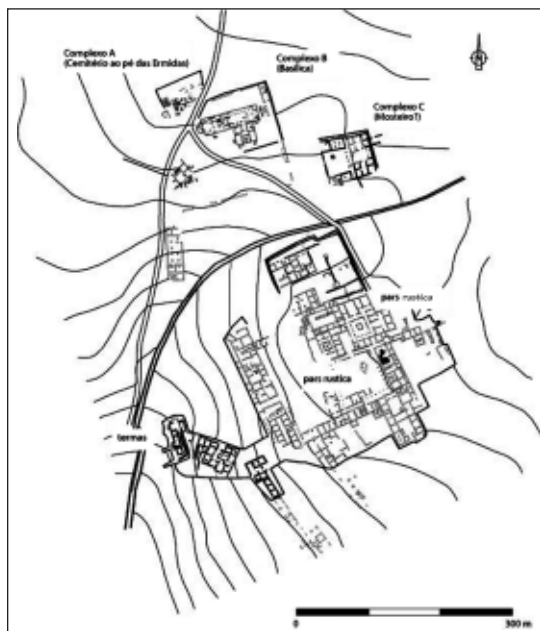 Complexo A
(Cemitério ao pé das Ermidas)
Complexo B
(Basílica)
Complexo C
(Mosteiro?)
pars rustica
pars rustica
termas
0
300 m